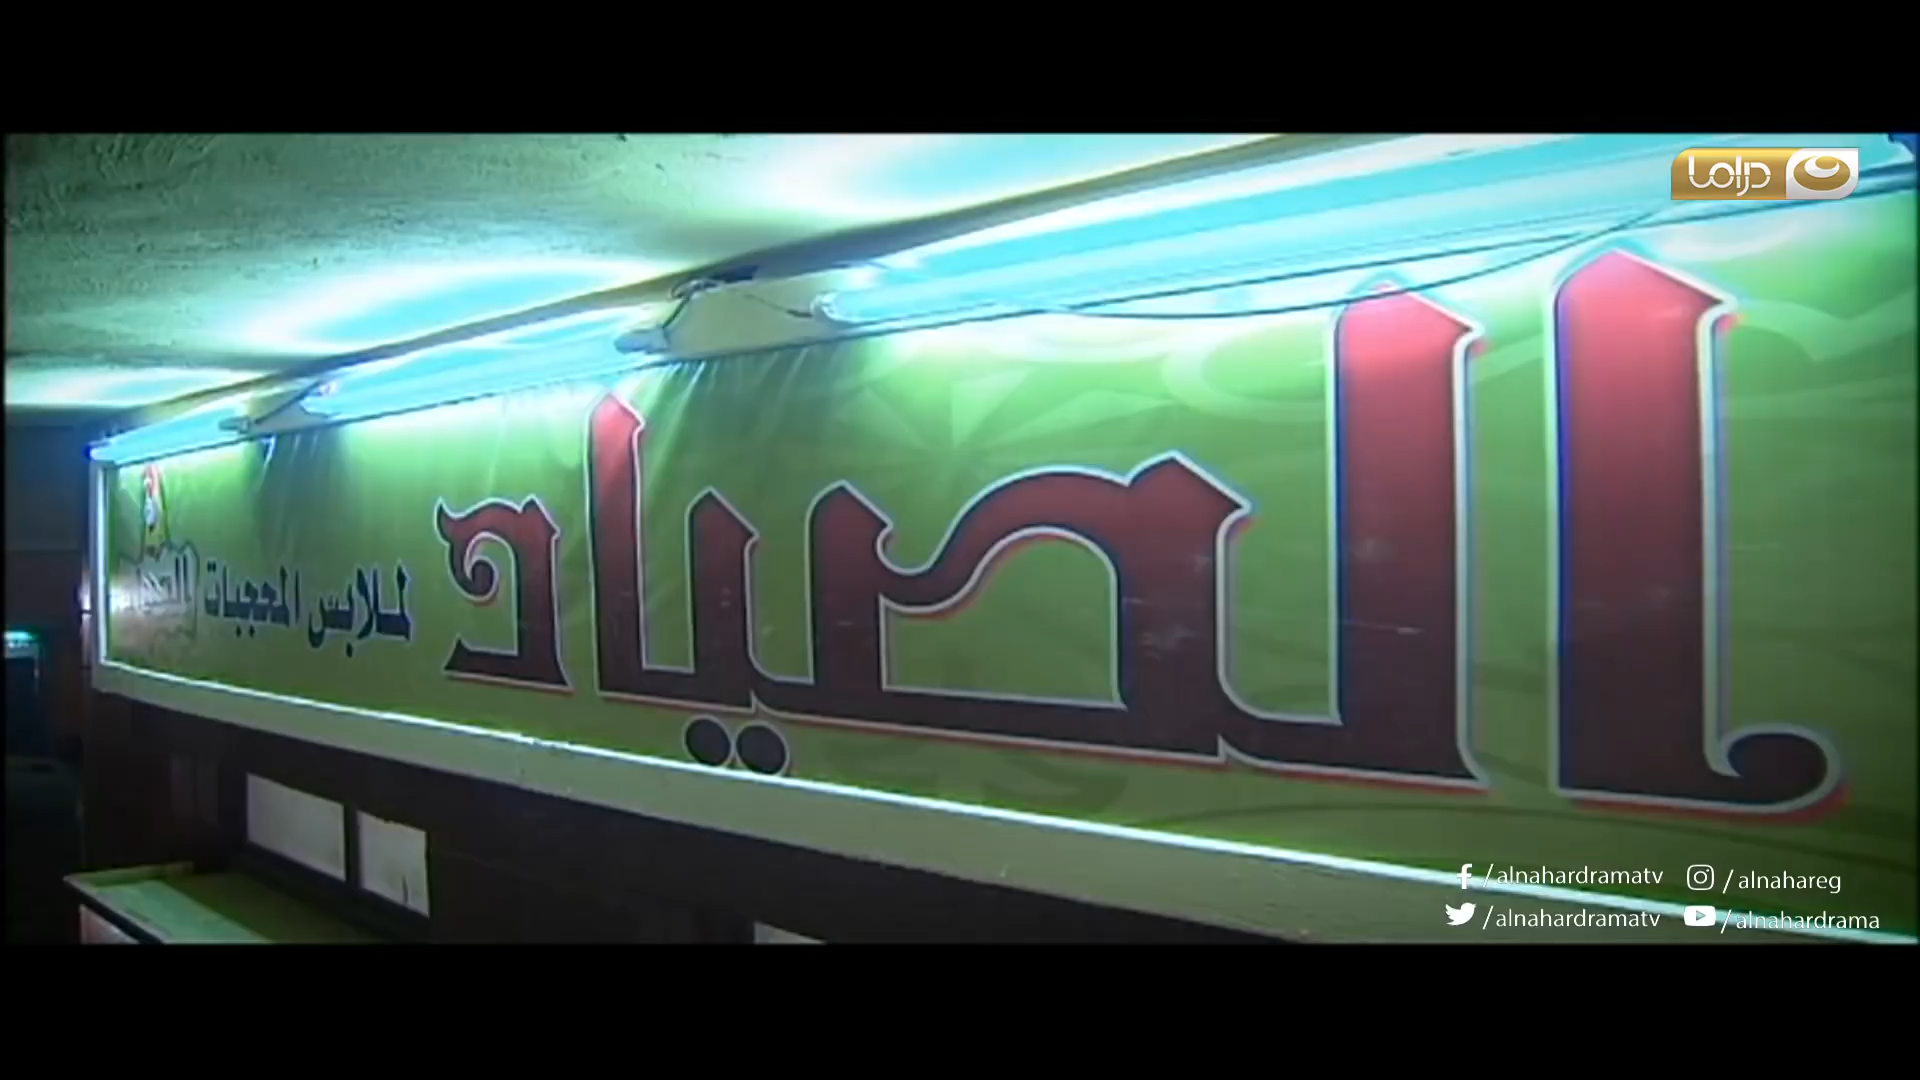 دراما
الصياد
لملابس المحجبات
/alnahardramatv
/alnahareg
/alnahardramatv
/alnahardrama